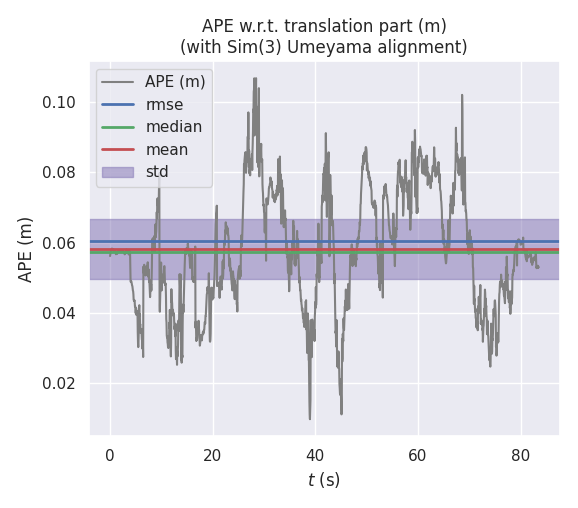 APE w.r.t. translation part (m)
(with Sim(3) Umeyama alignment)
APE (m)
rmse
median
mean
std
0.10
0.08
0.06
0.04
0.02
APE (m)
0 20 40 60 80
t (s)